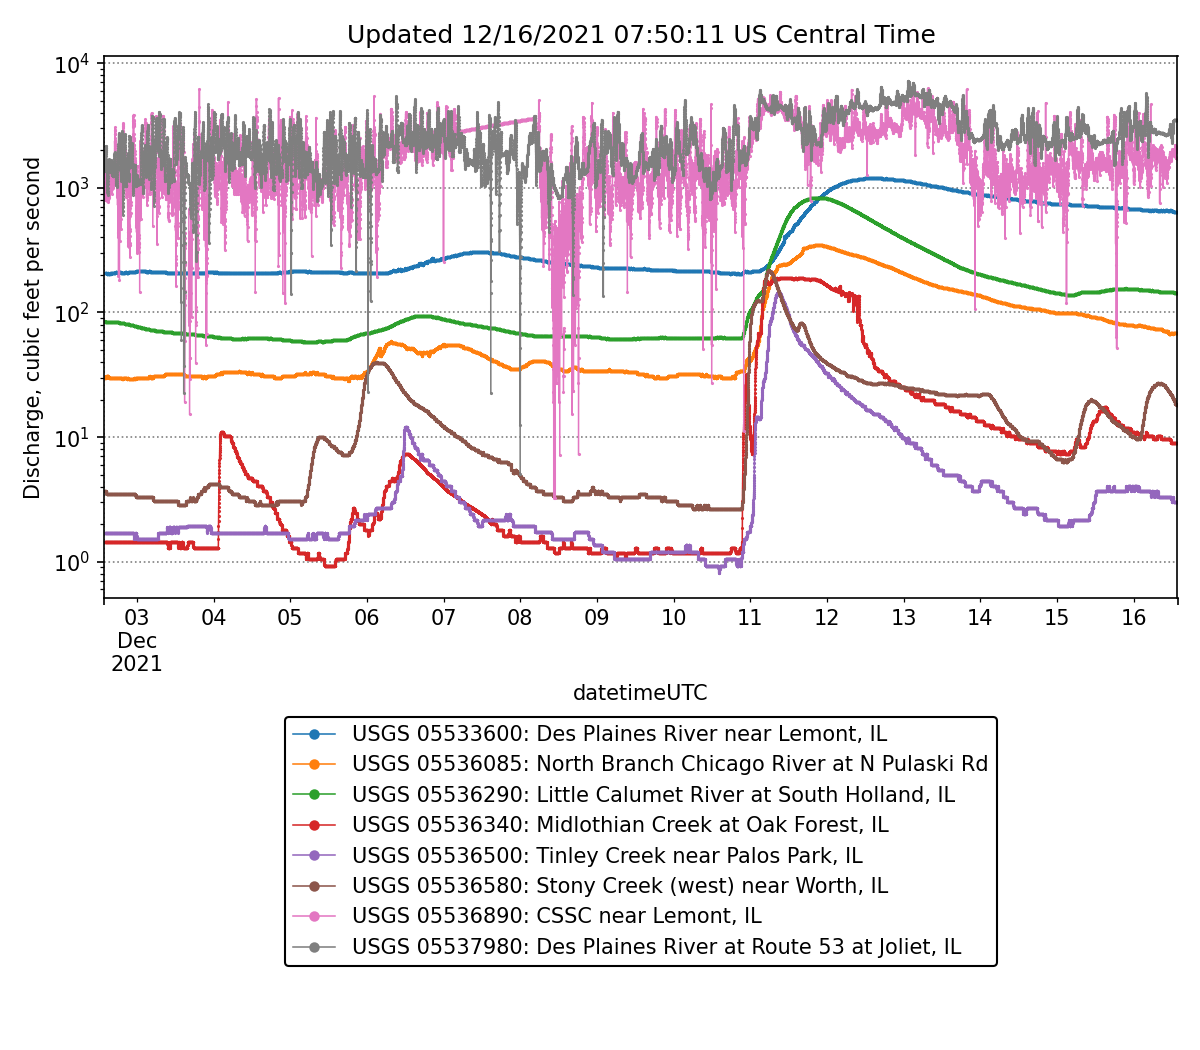 Updated 12/16/2021 07:50:11 US Central Time
Discharge, cubic feet per second
10⁴
10³
10²
10¹
10⁰
03 04 05 06 07 08 09 10 11 12 13 14 15 16
Dec
2021
datetimeUTC
USGS 05533600: Des Plaines River near Lemont, IL
USGS 05536085: North Branch Chicago River at N Pulaski Rd
USGS 05536290: Little Calumet River at South Holland, IL
USGS 05536340: Midlothian Creek at Oak Forest, IL
USGS 05536500: Tinley Creek near Palos Park, IL
USGS 05536580: Stony Creek (west) near Worth, IL
USGS 05536890: CSSC near Lemont, IL
USGS 05537980: Des Plaines River at Route 53 at Joliet, IL